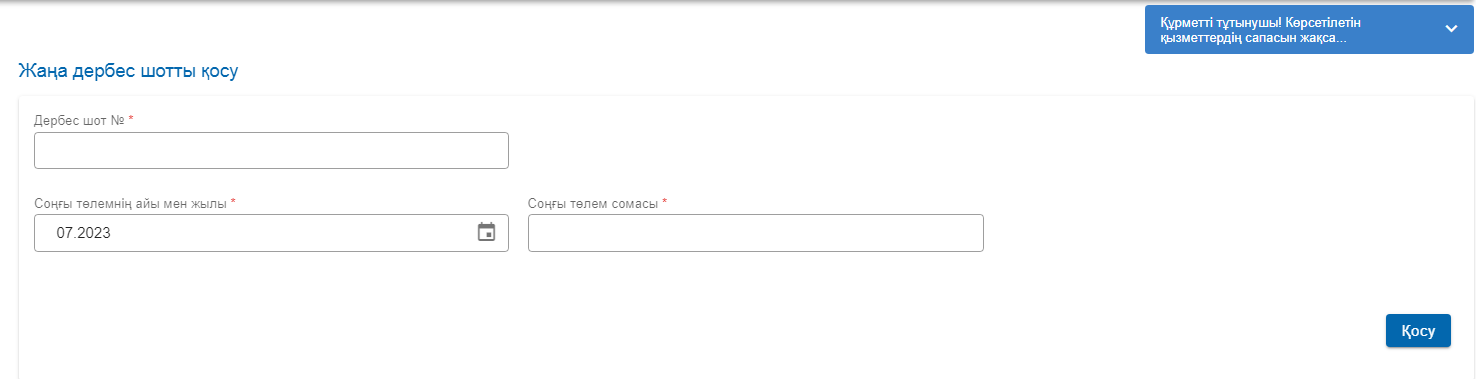 Құрметті тұтынушы! Көрсетілетін
қызметтердің сапасын жақса...
Жаңа дербес шотты қосу
Дербес шот № *
Соңғы төлемнің айы мен жылы *
Соңғы төлем сомасы *
07.2023
Қосу